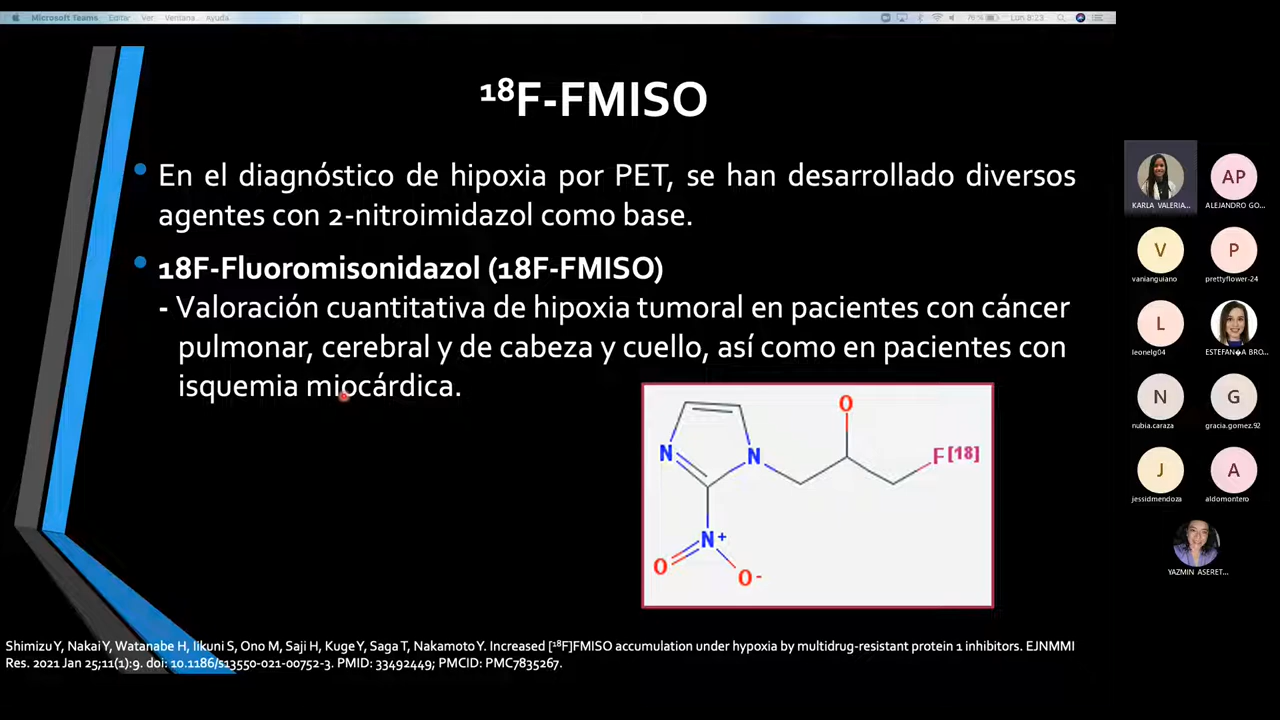 Microsoft Teams Editar Ver Ventana Ayuda
79 % Lun 8:23
¹⁸F-FMISO
En el diagnóstico de hipoxia por PET, se han desarrollado diversos
agentes con 2-nitroimidazol como base.
18F-Fluoromisonidazol (18F-FMISO)
- Valoración cuantitativa de hipoxia tumoral en pacientes con cáncer
pulmonar, cerebral y de cabeza y cuello, así como en pacientes con
isquemia miocárdica.
O
N
N
F[18]
N+
O
O-
Shimizu Y, Nakai Y, Watanabe H, Iikuni S, Ono M, Saji H, Kuge Y, Saga T, Nakamoto Y. Increased [¹⁸F]FMISO accumulation under hypoxia by multidrug-resistant protein 1 inhibitors. EJNMMI
Res. 2021 Jan 25;11(1):9. doi: 10.1186/s13550-021-00752-3. PMID: 33492449; PMCID: PMC7835267.
KARLA VALERIA...
AP
ALEJANDRO GO...
V
vanianguiano
P
prettyflower-24
L
leonelg04
ESTEFAN�A BRO...
N
nubia.caraza
G
gracia.gomez.92
J
jessidmendoza
A
aldomontero
YAZMIN ASERET...